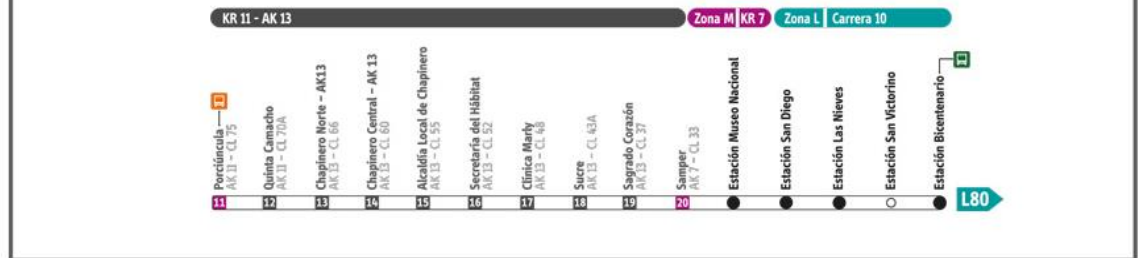 KR 11 - AK 13
Zona M KR 7
Zona L Carrera 10
Porciúncula
AK 11 – CL 75
Quinta Camacho
AK 11 – CL 70A
Chapinero Norte – AK13
AK 13 – CL 66
Chapinero Central – AK 13
AK 13 – CL 60
Alcaldía Local de Chapinero
AK 13 – CL 55
Secretaría del Hábitat
AK 13 – CL 52
Clínica Marly
AK 13 – CL 48
Sucre
AK 13 – CL 43A
Sagrado Corazón
AK 13 – CL 37
Samper
AK 7 – CL 33
Estación Museo Nacional
Estación San Diego
Estación Las Nieves
Estación San Victorino
Estación Bicentenario
11 12 13 14 15 16 17 18 19 20
L80